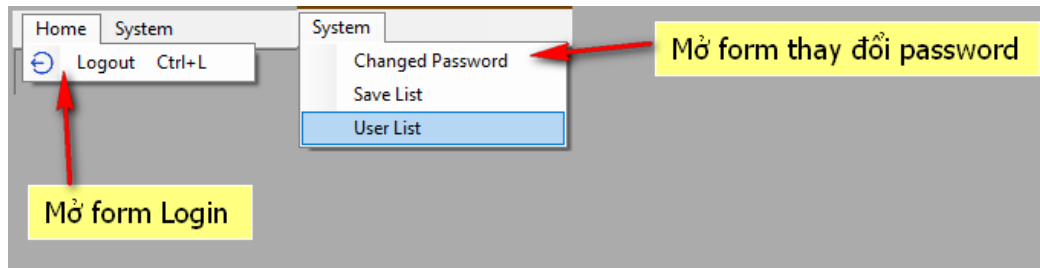 Home System
Logout Ctrl+L
System
Changed Password
Save List
User List
Mở form thay đổi password
Mở form Login